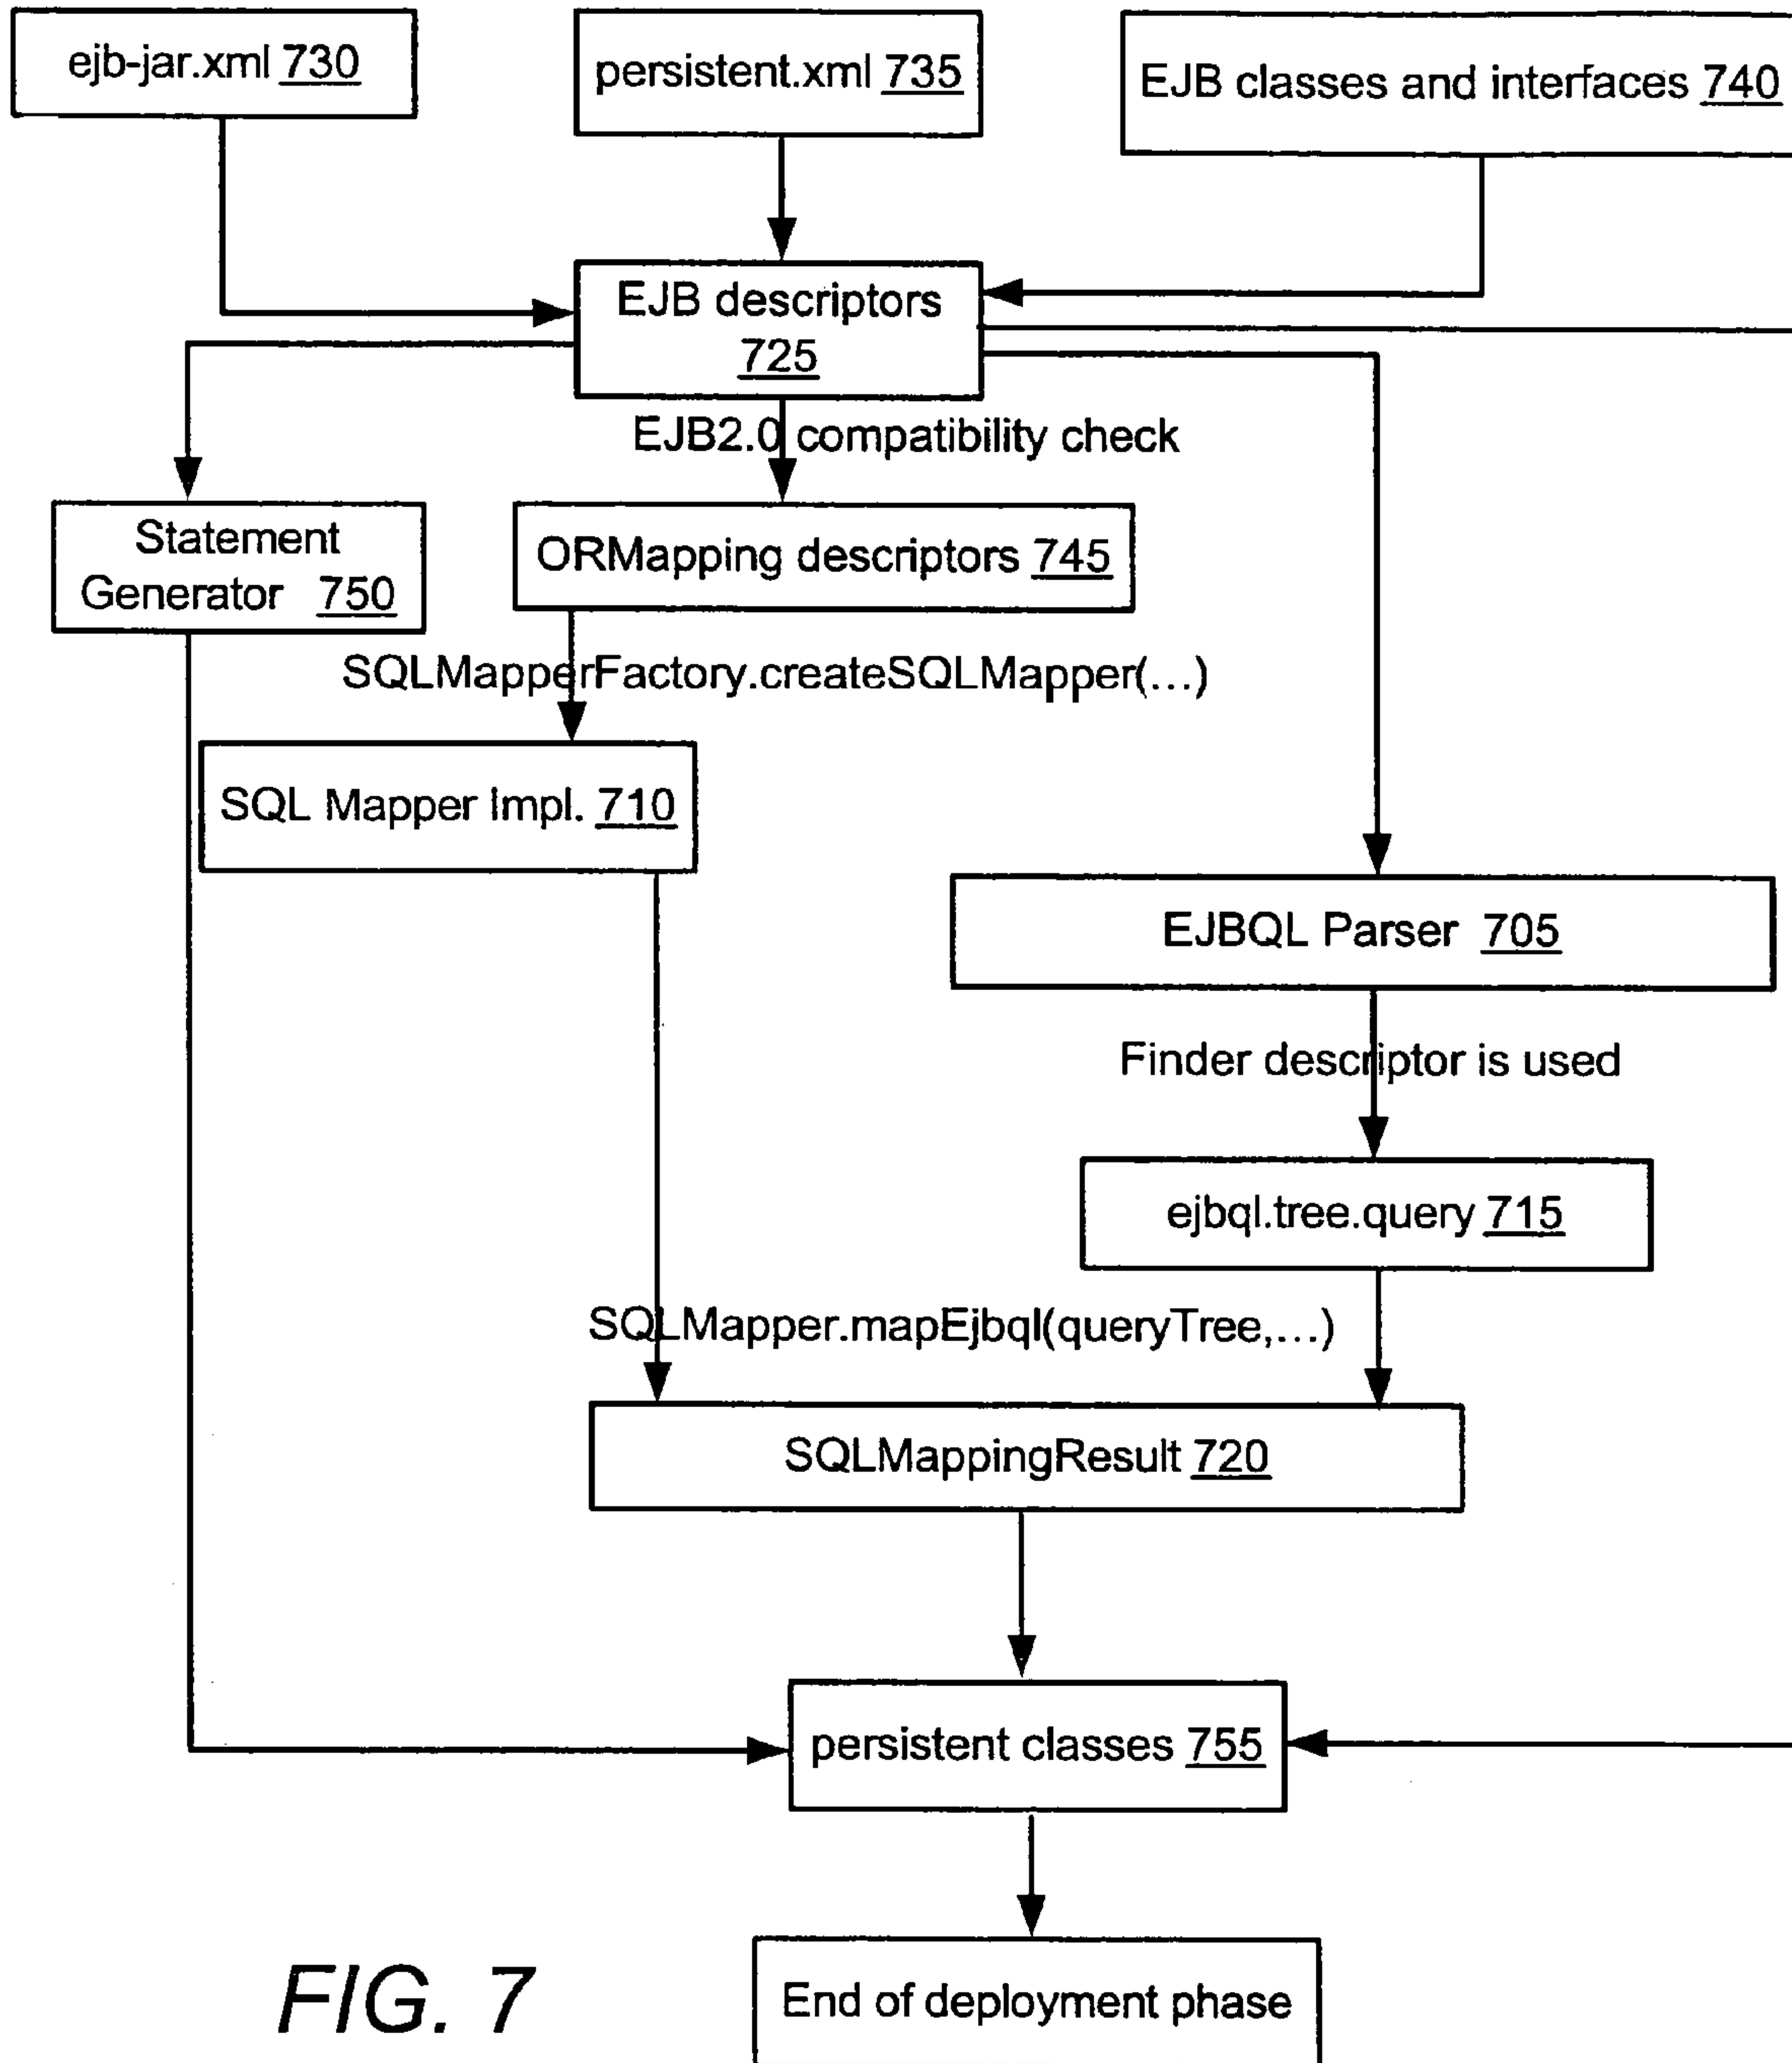 ejb-jar.xml 730
persistent.xml 735
EJB classes and interfaces 740
EJB descriptors
725
EJB2.0 compatibility check
Statement
Generator 750
ORMapping descriptors 745
SQLMapperFactory.createSQLMapper(...)
SQL Mapper Impl. 710
EJBQL Parser 705
Finder descriptor is used
ejbql.tree.query 715
SQLMapper.mapEjbql(queryTree,...)
SQLMappingResult 720
persistent classes 755
End of deployment phase
FIG. 7